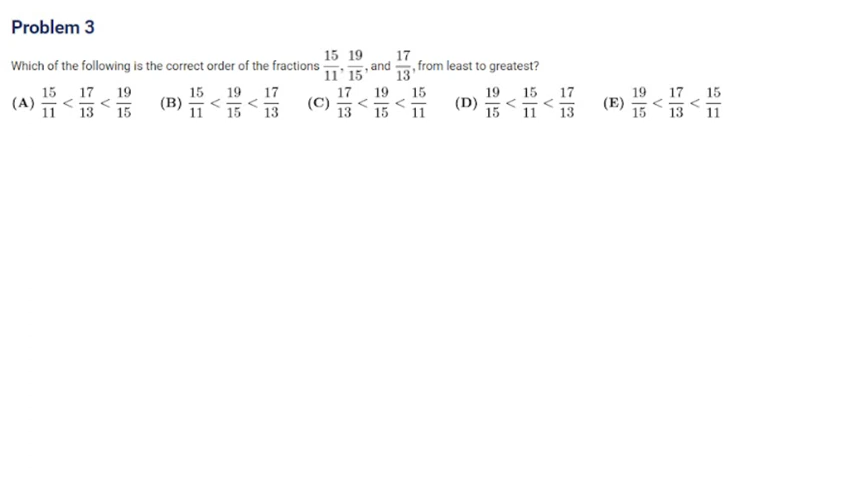 Problem 3
Which of the following is the correct order of the fractions 15/11, 19/15, and 17/13, from least to greatest?
(A) 15/11 < 17/13 < 19/15 (B) 15/11 < 19/15 < 17/13 (C) 17/13 < 19/15 < 15/11 (D) 19/15 < 15/11 < 17/13 (E) 19/15 < 17/13 < 15/11